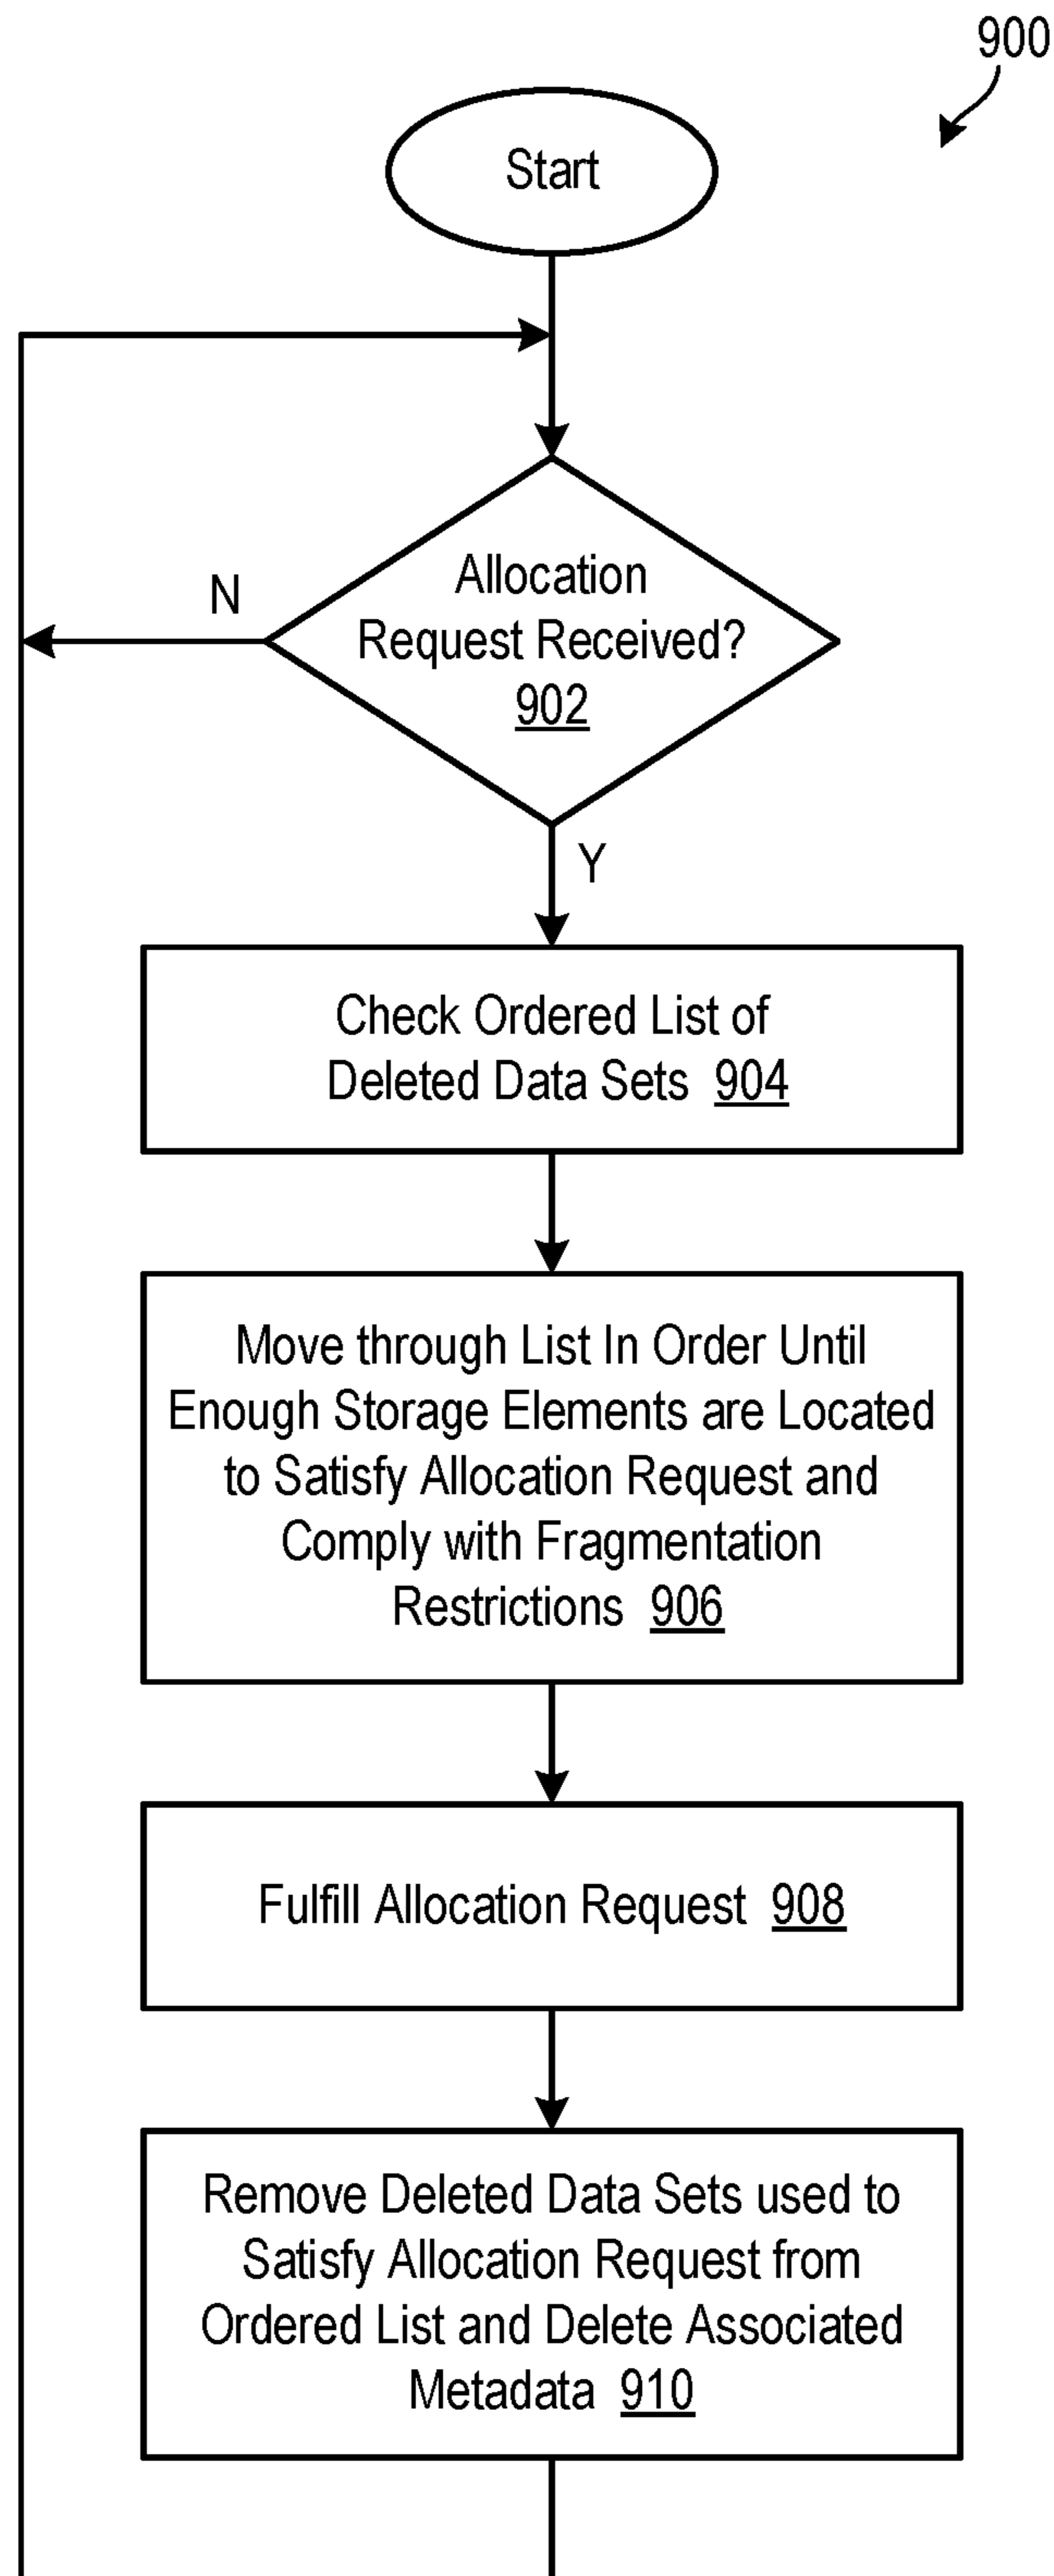 900
Start
Allocation
Request Received?
902
N
Y
Check Ordered List of
Deleted Data Sets 904
Move through List In Order Until
Enough Storage Elements are Located
to Satisfy Allocation Request and
Comply with Fragmentation
Restrictions 906
Fulfill Allocation Request 908
Remove Deleted Data Sets used to
Satisfy Allocation Request from
Ordered List and Delete Associated
Metadata 910